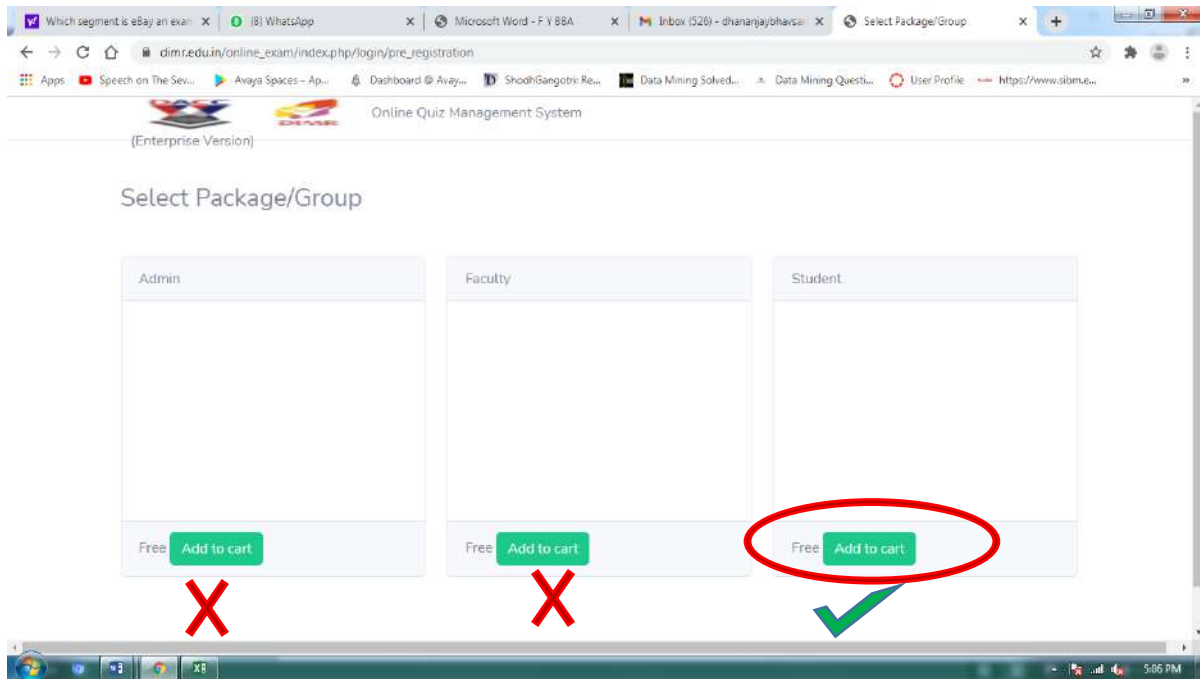 Which segment is eBay an exan
(8) WhatsApp
Microsoft Word - F Y BBA
Inbox (526) - dhananjaybhavsar
Select Package/Group
dimr.edu.in/online_exam/index.php/login/pre_registration
Apps
Speech on The Sev...
Avaya Spaces – Ap...
Dashboard @ Avay...
ShodhGangotri: Re...
Data Mining Solved...
Data Mining Questi...
User Profile
https://www.sibm.e...
Online Quiz Management System
(Enterprise Version)
Select Package/Group
Admin
Faculty
Student
Free Add to cart
Free Add to cart
Free Add to cart
5:06 PM